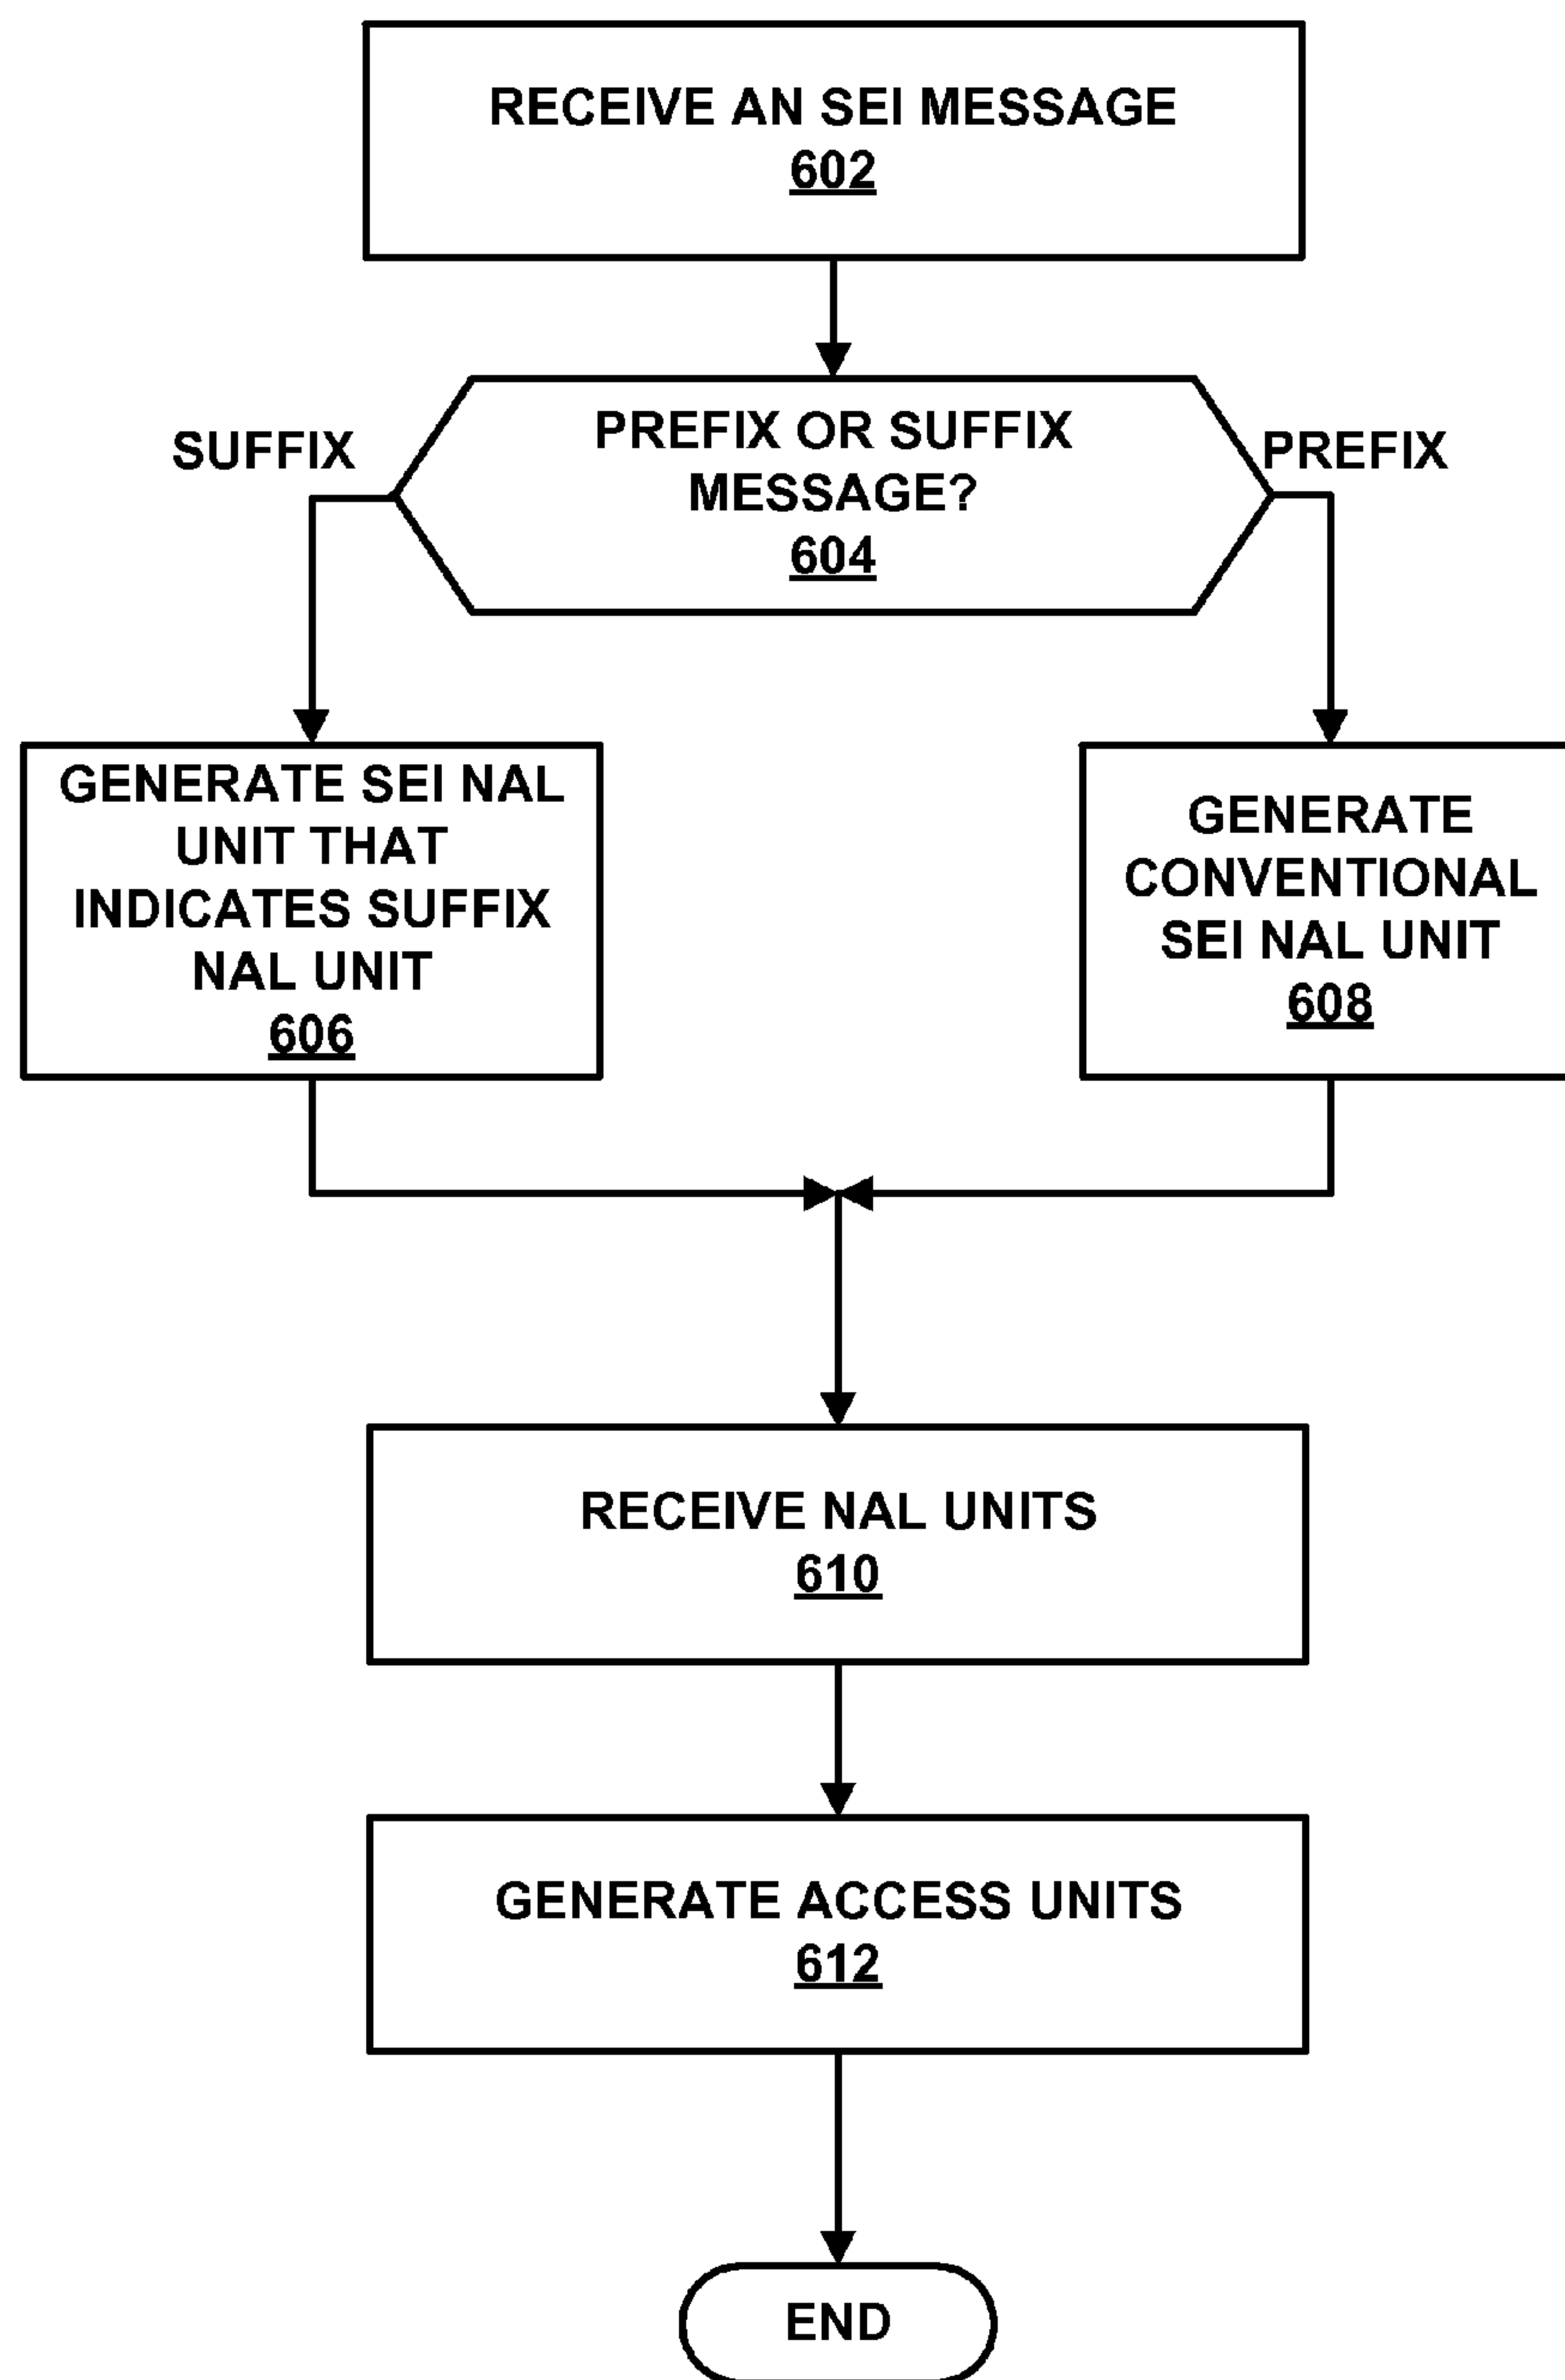 RECEIVE AN SEI MESSAGE
602
PREFIX OR SUFFIX
MESSAGE?
604
SUFFIX
PREFIX
GENERATE SEI NAL
UNIT THAT
INDICATES SUFFIX
NAL UNIT
606
GENERATE
CONVENTIONAL
SEI NAL UNIT
608
RECEIVE NAL UNITS
610
GENERATE ACCESS UNITS
612
END